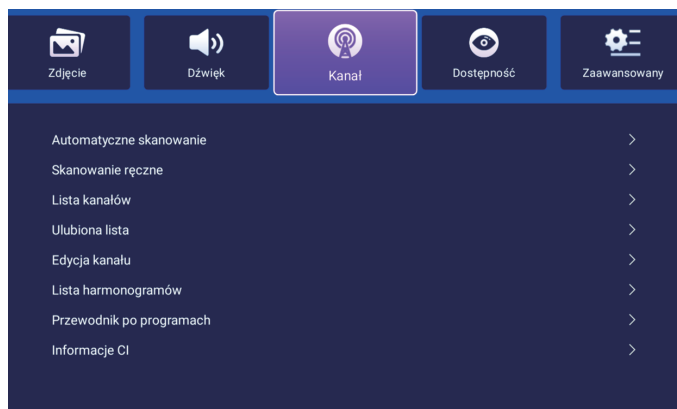 Zdjęcie
Dźwięk
Kanał
Dostępność
Zaawansowany
Automatyczne skanowanie
Skanowanie ręczne
Lista kanałów
Ulubiona lista
Edycja kanału
Lista harmonogramów
Przewodnik po programach
Informacje CI